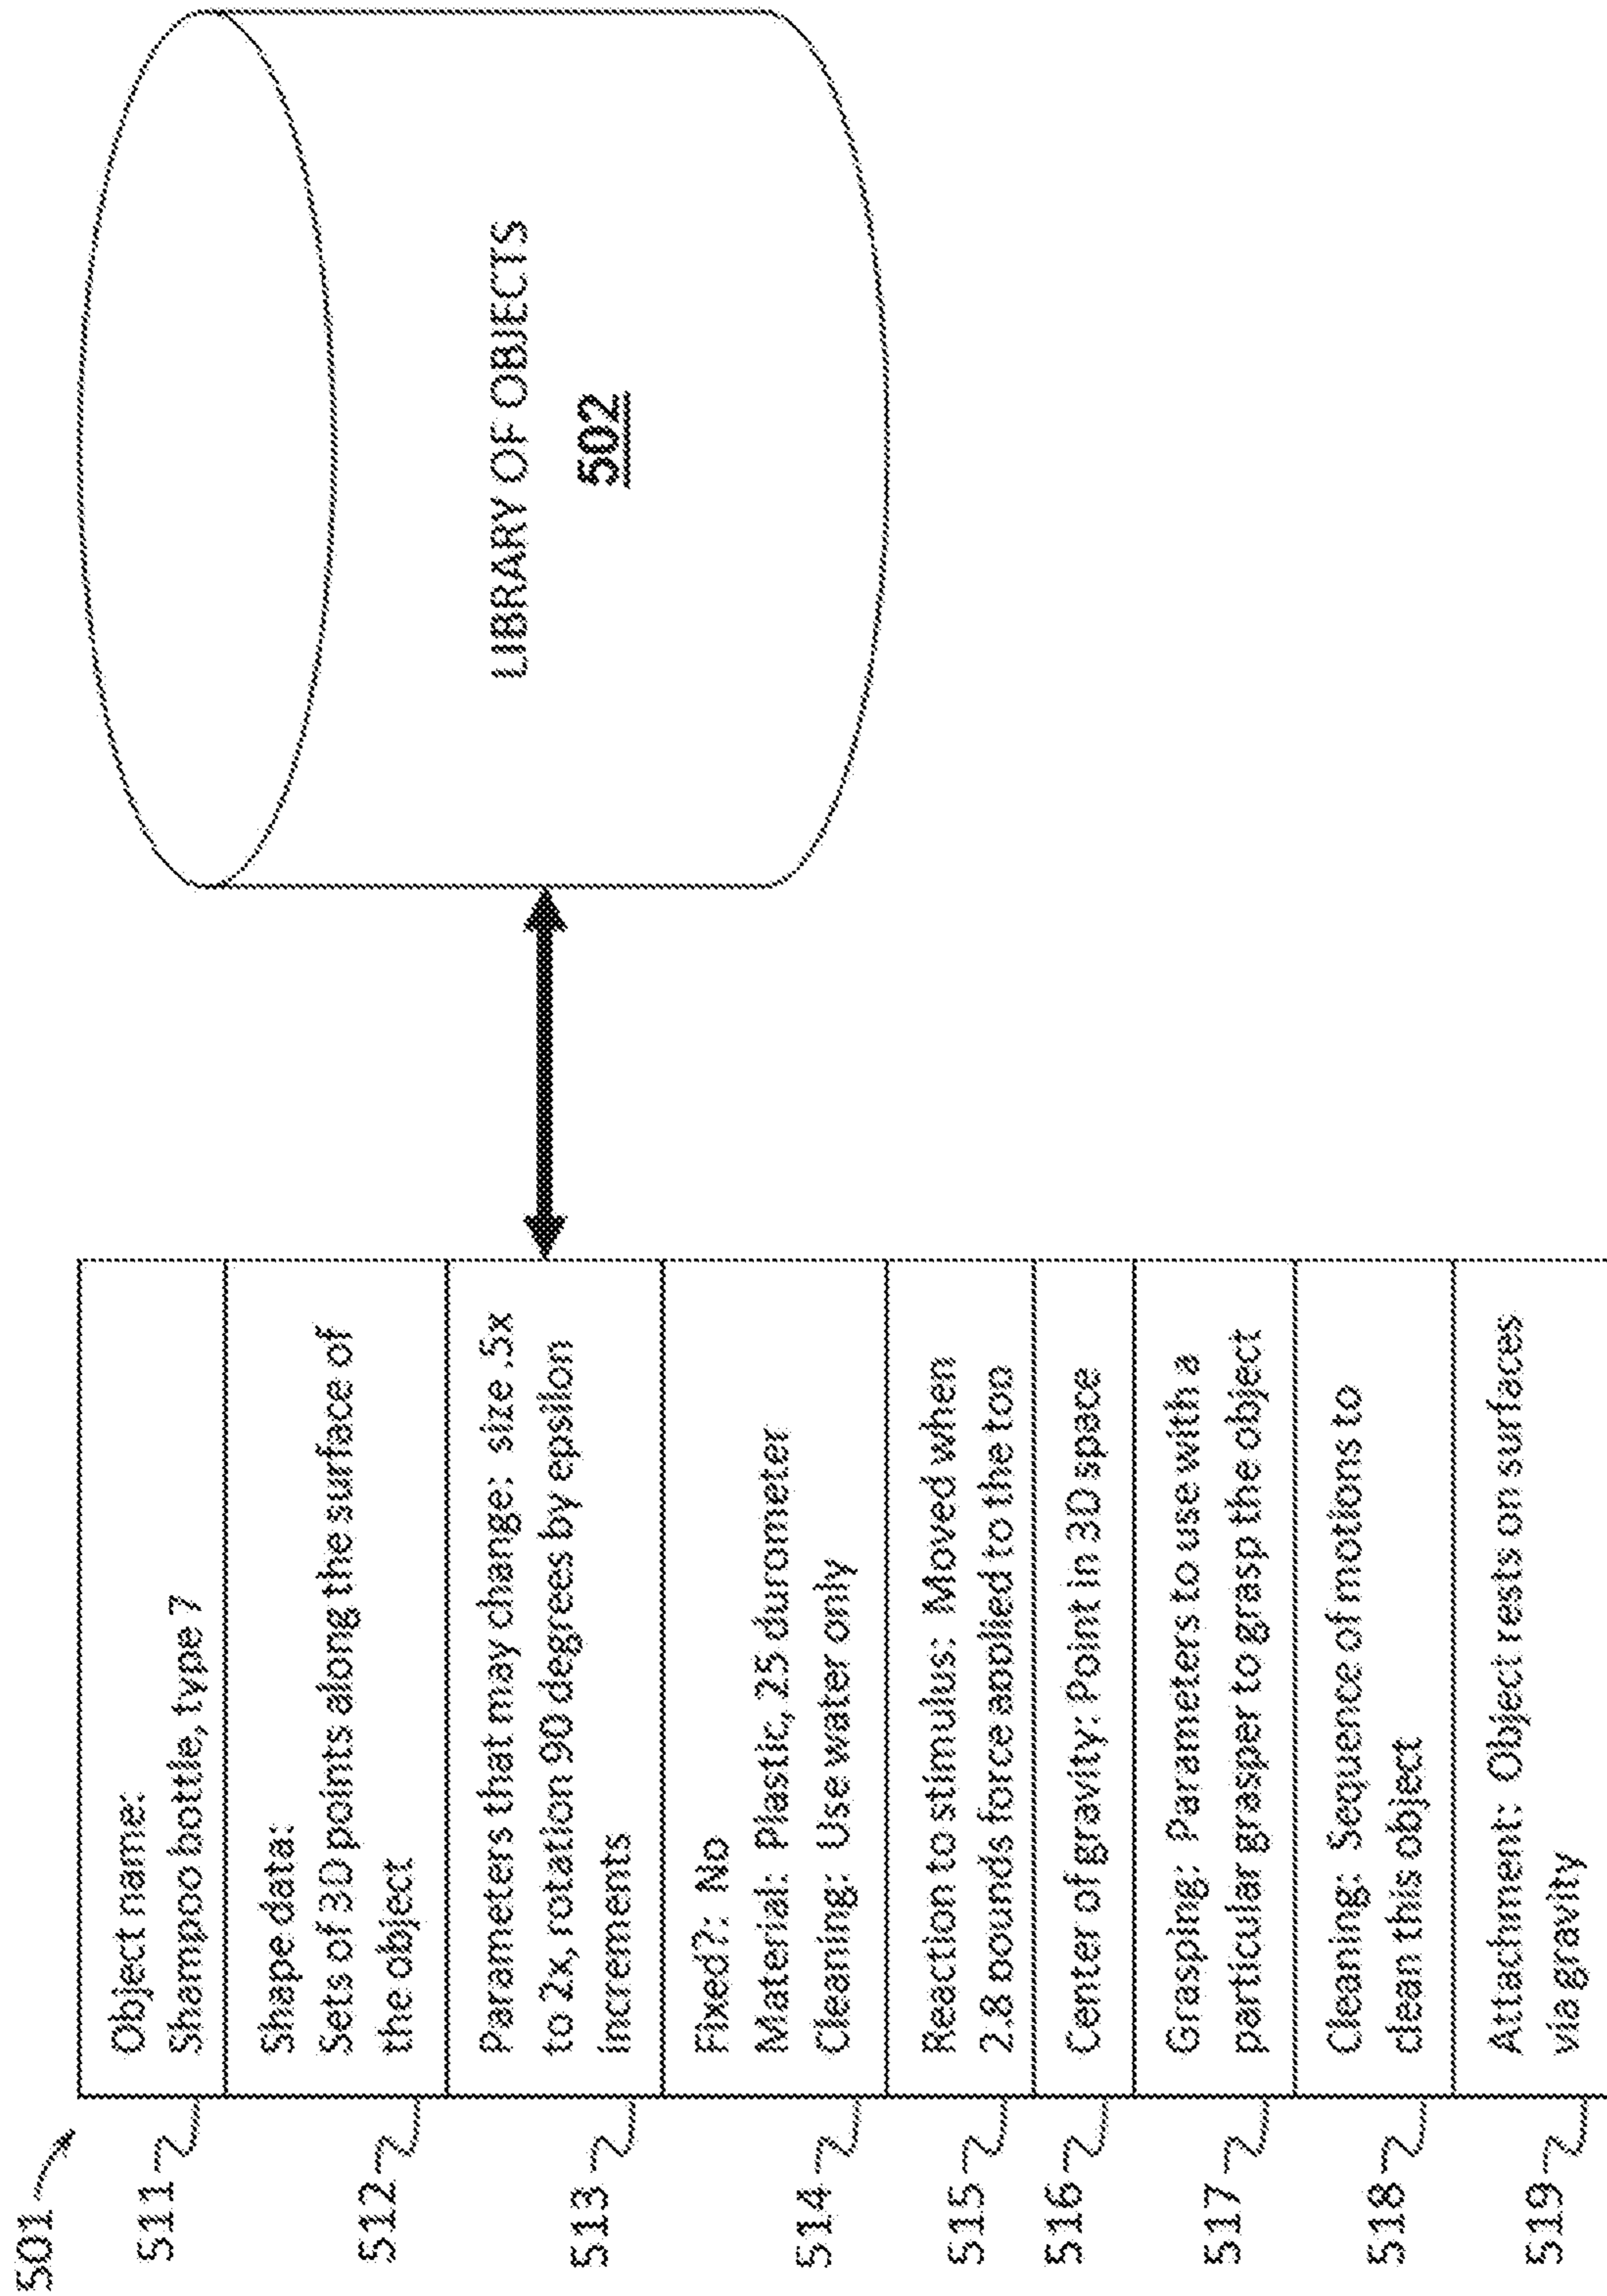 501
511
Object name:
Shampoo bottle, type 7
512
Shape data:
Sets of 3D points along the surface of
the object
513
Parameters that may change: size .5x
to 2x, rotation 90 degrees by epsilon
increments
514
Fixed?: No
Material: Plastic, 25 durometer
Cleaning: Use water only
515
Reaction to stimulus: Moved when
2.8 pounds force applied to the top
516
Center of gravity: Point in 3D space
517
Grasping: Parameters to use with a
particular grasper to grasp the object
518
Cleaning: Sequence of motions to
clean this object
519
Attachment: Object rests on surfaces
via gravity
LIBRARY OF OBJECTS
502